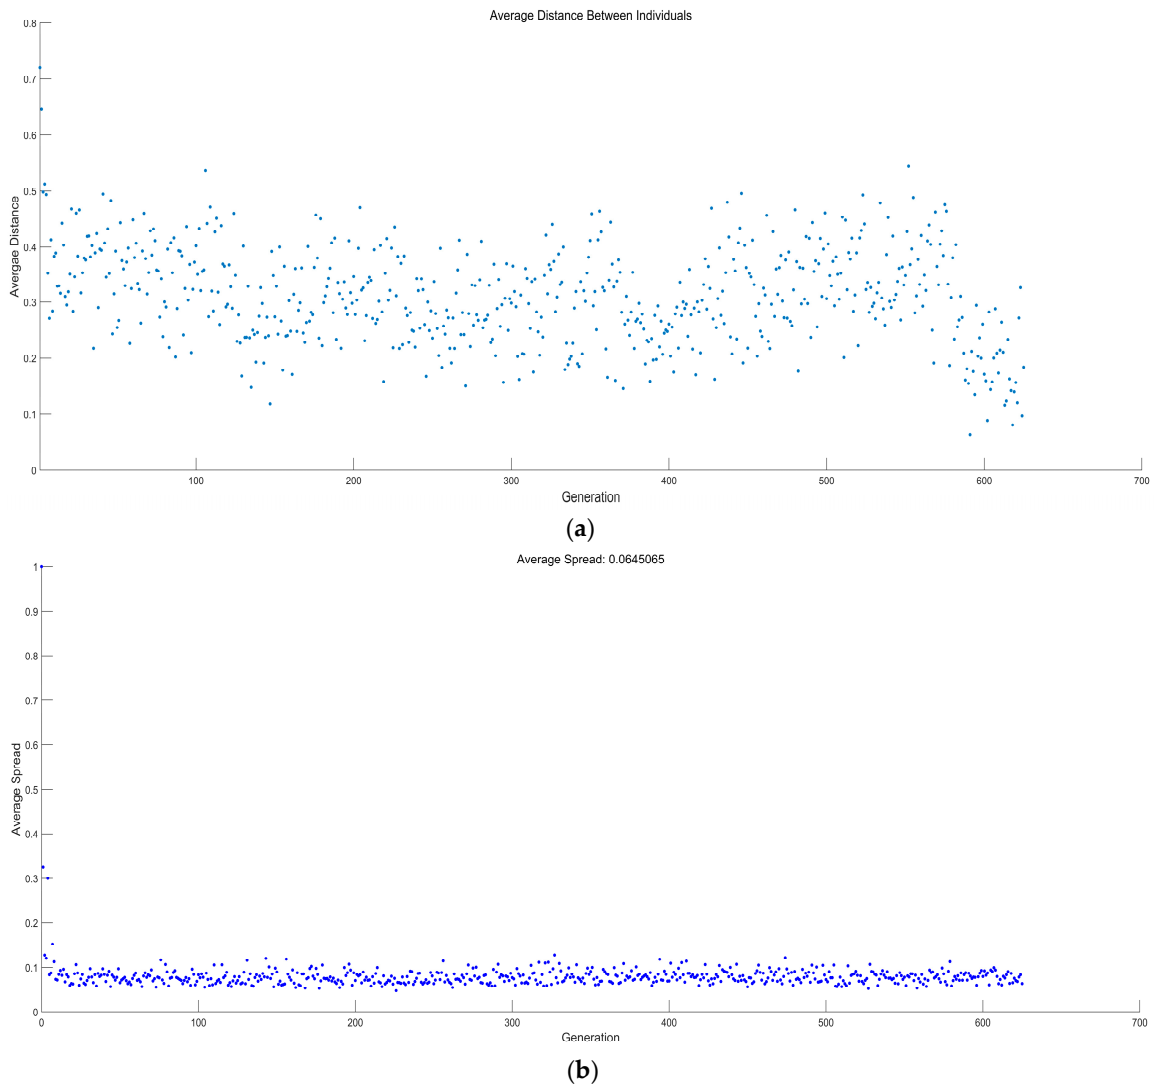 Average Distance Between Individuals
0.8
0.7
0.6
0.5
0.4
0.3
0.2
0.1
0
Avergae Distance
100 200 300 400 500 600 700
Generation
(a)
Average Spread: 0.0645065
1
0.9
0.8
0.7
0.6
0.5
0.4
0.3
0.2
0.1
0
Average Spread
0 100 200 300 400 500 600 700
Generation
(b)